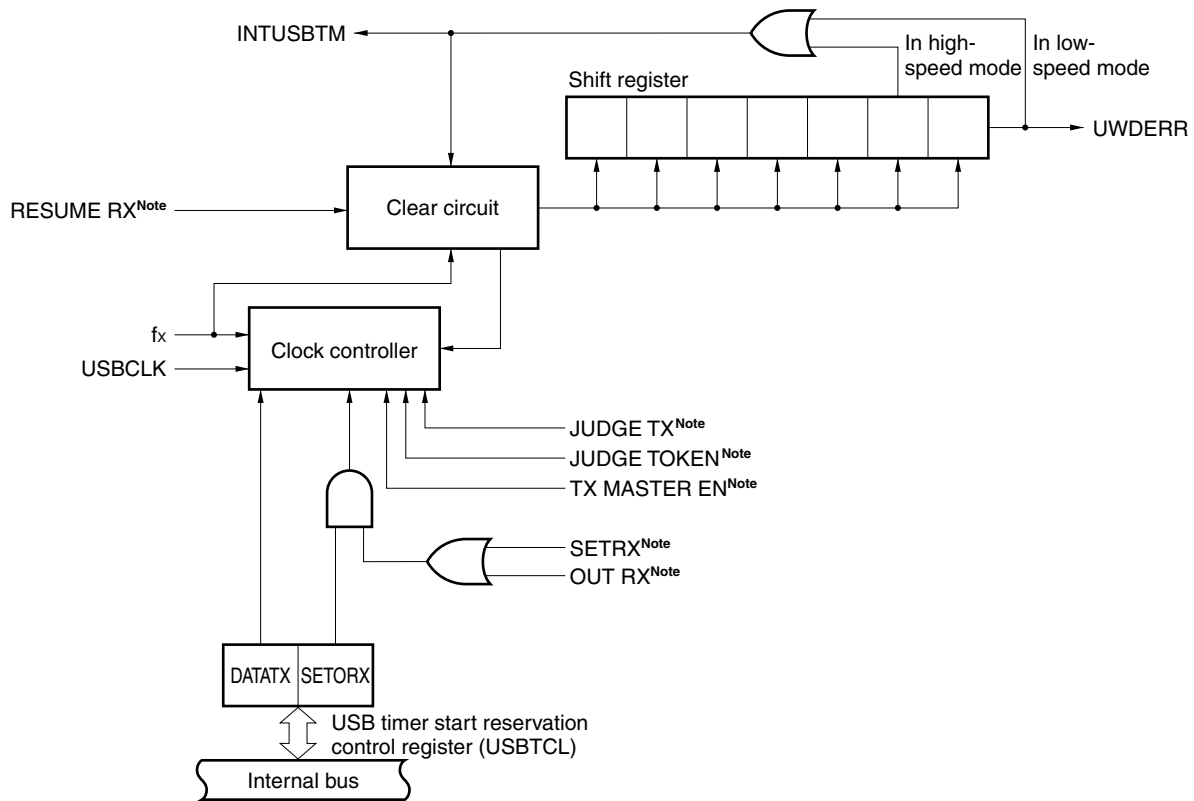 INTUSBTM
In high-
speed mode
In low-
speed mode
Shift register
UWDERR
Clear circuit
RESUME RXNote
fX
Clock controller
USBCLK
JUDGE TXNote
JUDGE TOKENNote
TX MASTER ENNote
SETRXNote
OUT RXNote
DATATX SETORX
USB timer start reservation
control register (USBTCL)
Internal bus